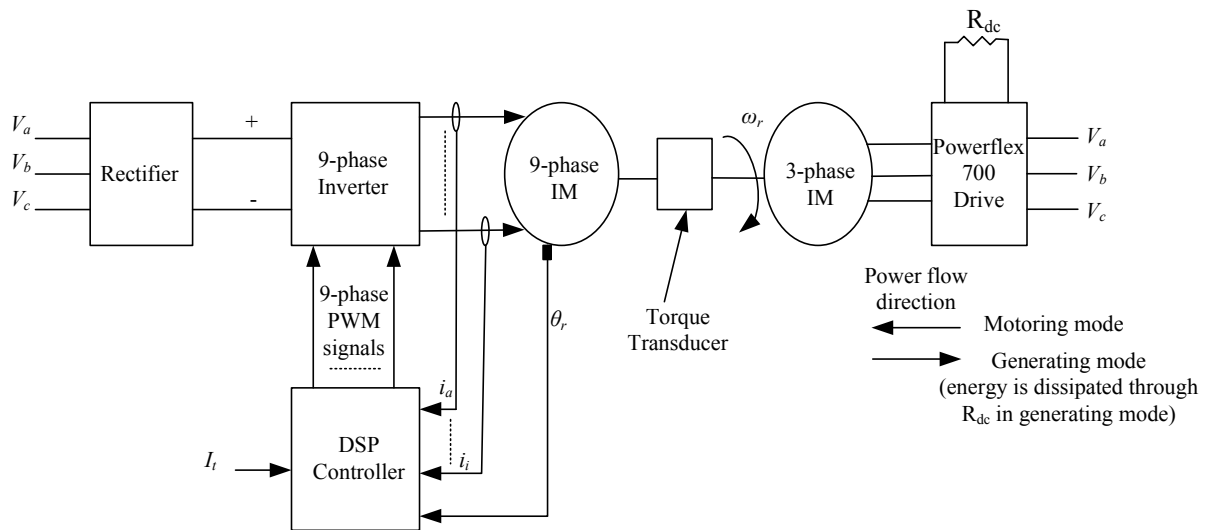 R_dc
V_a
V_b
V_c
Rectifier
+
-
9-phase
Inverter
9-phase
IM
ω_r
3-phase
IM
Powerflex
700
Drive
V_a
V_b
V_c
9-phase
PWM
signals
θ_r
Torque
Transducer
Power flow
direction
Motoring mode
Generating mode
(energy is dissipated through
R_dc in generating mode)
i_a
i_i
I_t
DSP
Controller